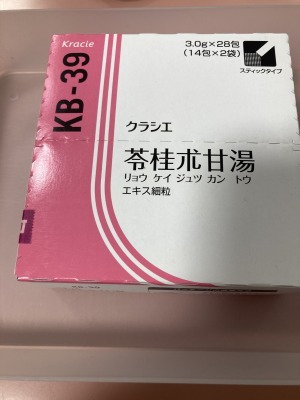 Kracie
KB-39
3.0g×28包
(14包×2袋)
スティックタイプ
クラシエ
苓桂朮甘湯
リョウ ケイ ジュツ カン トウ
エキス細粒
KB-39